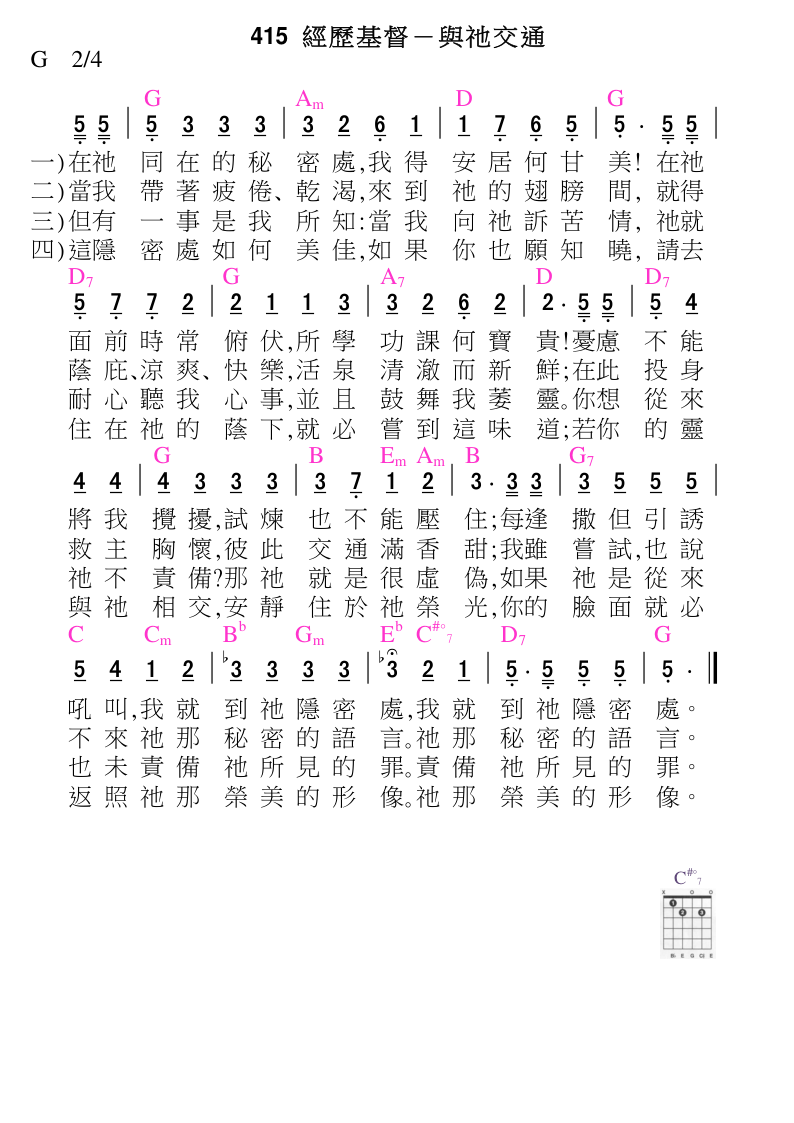 415 經歷基督－與祂交通
G 2/4
G Am D G
5 5 | 5 3 3 3 | 3 2 6 1 | 1 7 6 5 | 5 · 5 5 |
一)在祂 同在的秘 密處,我得 安居何甘 美! 在祂
二)當我 帶著疲倦、 乾渴,來到 祂的翅膀 間, 就得
三)但有 一事是我 所知:當我 向祂訴苦 情, 祂就
四)這隱 密處如何 美佳,如果 你也願知 曉, 請去
D7 G A7 D D7
5 7 7 2 | 2 1 1 3 | 3 2 6 2 | 2 · 5 5 | 5 4
面前時常 俯伏,所學 功課何寶 貴!憂慮 不能
蔭庇、涼爽、 快樂,活泉 清澈而新 鮮;在此 投身
耐心聽我 心事,並且 鼓舞我萎 靈。你想 從來
住在祂的 蔭下,就必 嘗到這味 道;若你 的靈
G B Em Am B G7
4 4 | 4 3 3 3 | 3 7 1 2 | 3 · 3 3 | 3 5 5 5 |
將我 攪擾,試煉 也不能壓 住;每逢 撒但引誘
救主 胸懷,彼此 交通滿香 甜;我雖 嘗試,也說
祂不 責備?那祂 就是很虛 偽,如果 祂是從來
與祂 相交,安靜 住於祂榮 光,你的 臉面就必
C Cm Bb Gm Eb C#°7 D7 G
5 4 1 2 | ♭3 3 3 3 | ♭3 2 1 | 5 · 5 5 5 | 5 ·
吼叫,我就 到祂隱密 處,我就 到祂隱密 處。
不來祂那 秘密的語 言。祂那 秘密的語 言。
也未責備 祂所見的 罪。責備 祂所見的 罪。
返照祂那 榮美的形 像。祂那 榮美的形 像。
C#°7
X O O
1
2 3
Bb E G C# E